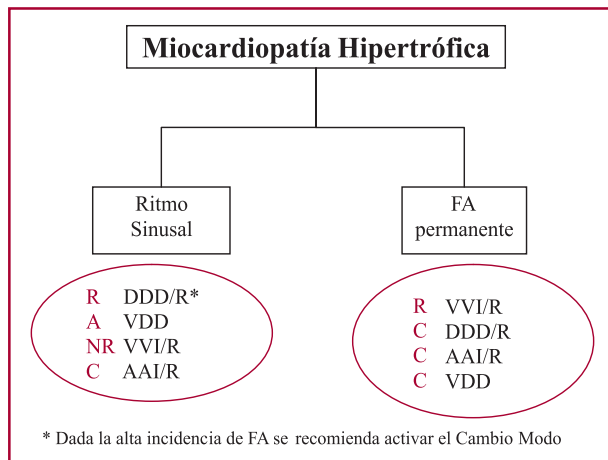 Miocardiopatía Hipertrófica
Ritmo
Sinusal
R DDD/R*
A VDD
NR VVI/R
C AAI/R
FA
permanente
R VVI/R
C DDD/R
C AAI/R
C VDD
* Dada la alta incidencia de FA se recomienda activar el Cambio Modo